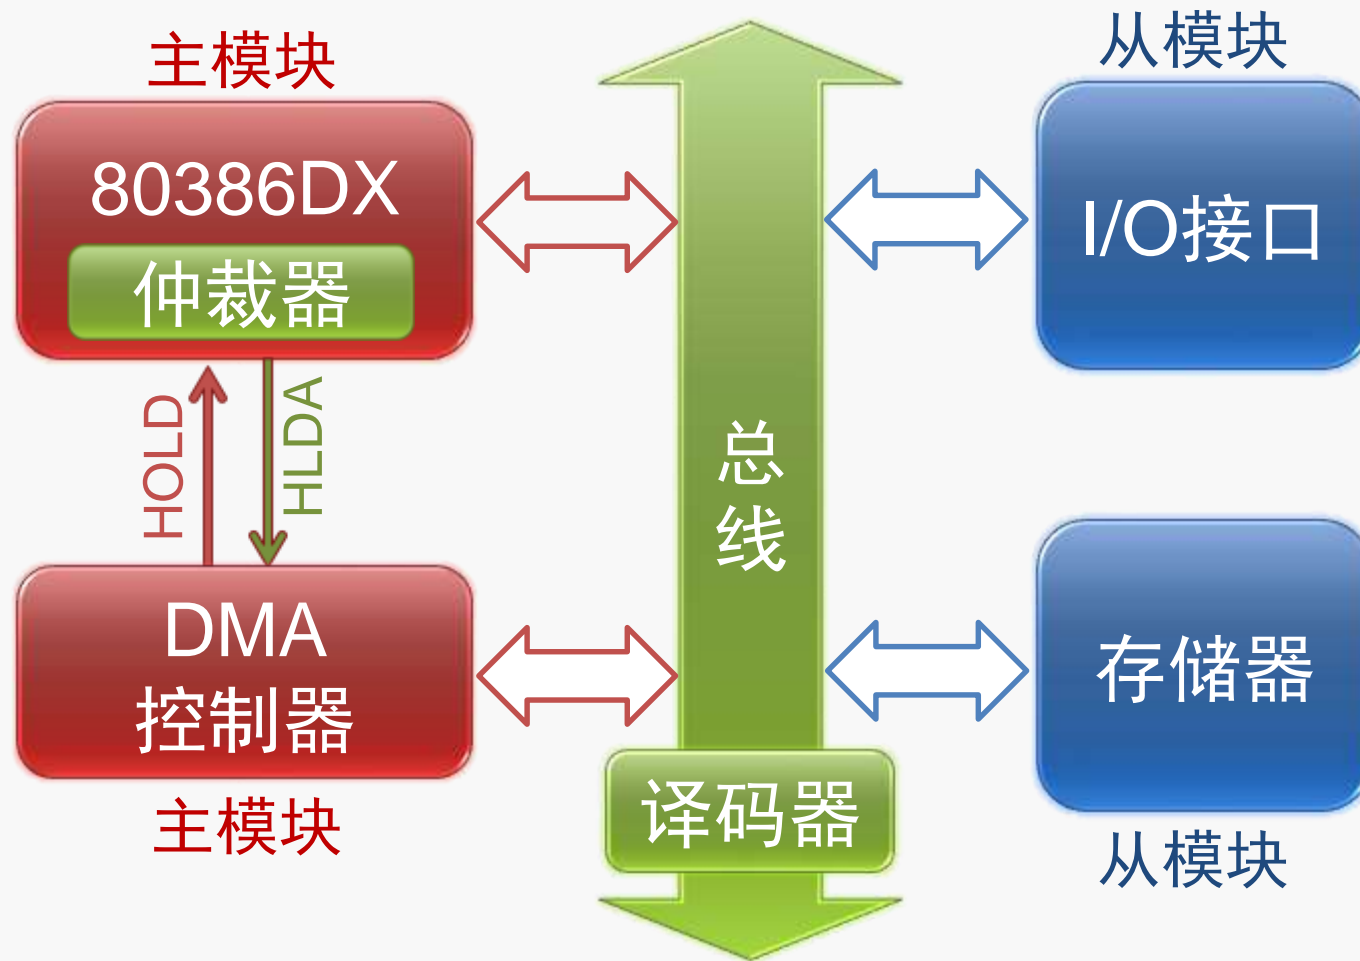 主模块
80386DX
仲裁器
HOLD
HLDA
DMA
控制器
主模块
总
线
译码器
从模块
I/O接口
存储器
从模块